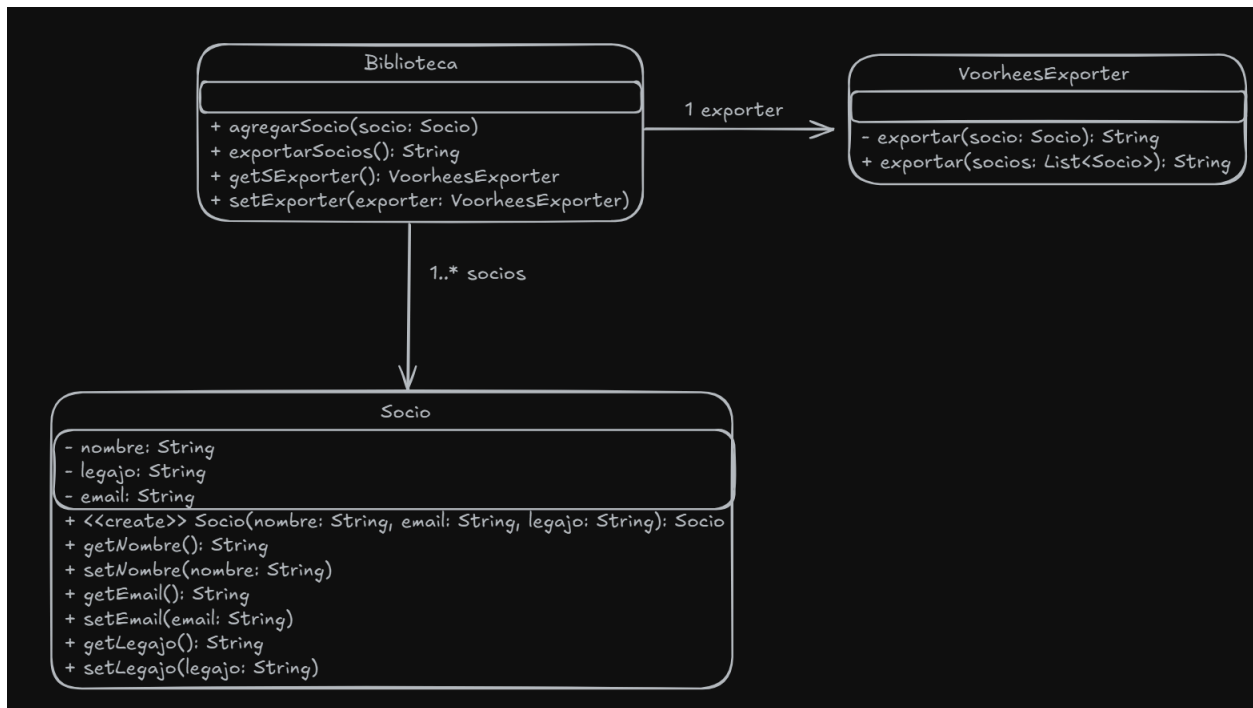 Biblioteca
+ agregarSocio(socio: Socio)
+ exportarSocios(): String
+ getSExporter(): VoorheesExporter
+ setExporter(exporter: VoorheesExporter)
1 exporter
VoorheesExporter
- exportar(socio: Socio): String
+ exportar(socios: List<Socio>): String
1..* socios
Socio
- nombre: String
- legajo: String
- email: String
+ <<create>> Socio(nombre: String, email: String, legajo: String): Socio
+ getNombre(): String
+ setNombre(nombre: String)
+ getEmail(): String
+ setEmail(email: String)
+ getLegajo(): String
+ setLegajo(legajo: String)